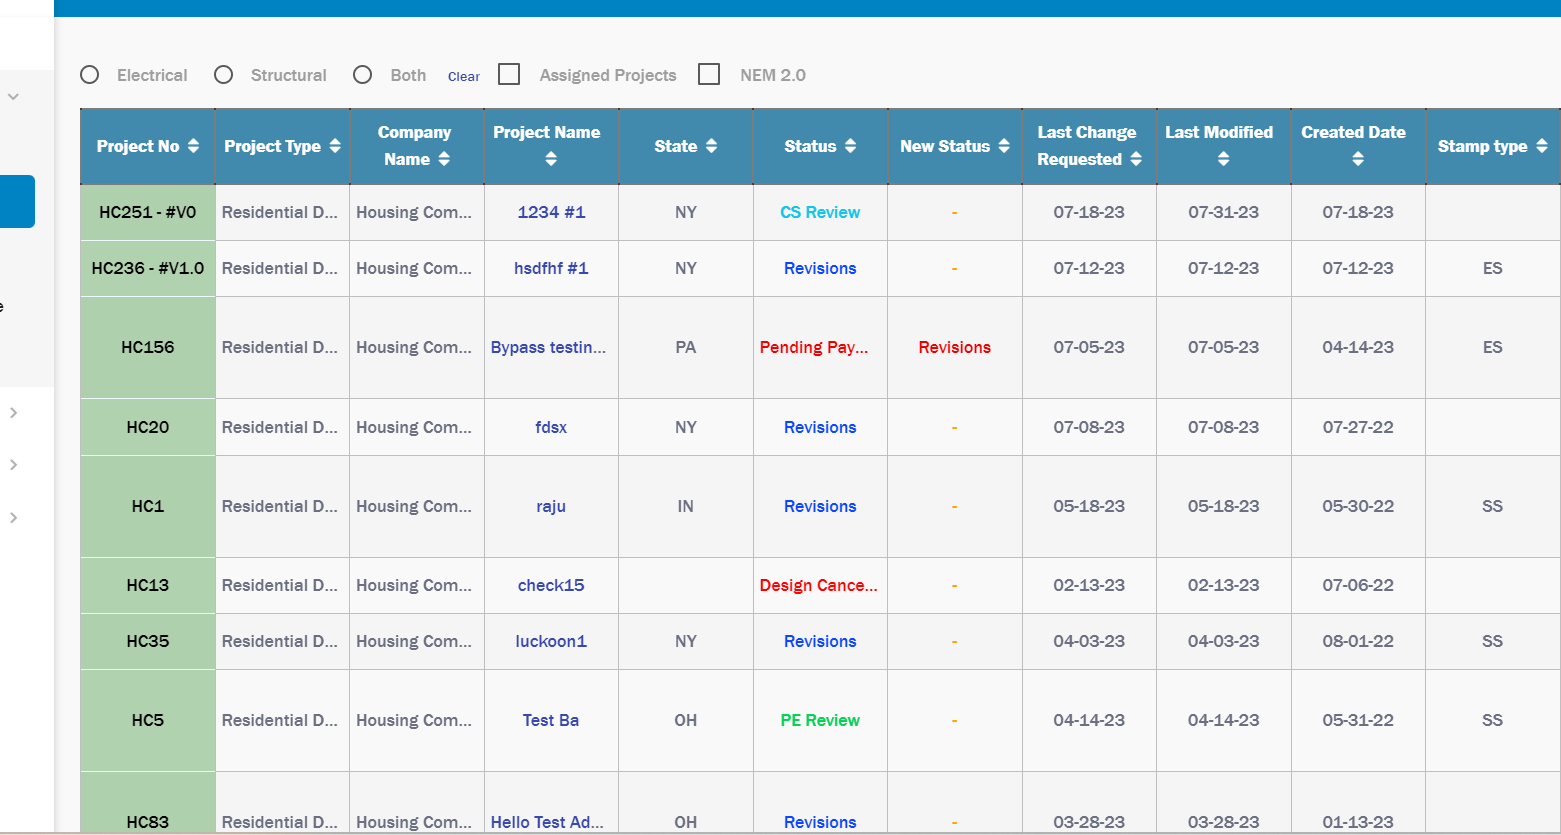 Electrical Structural Both Clear Assigned Projects NEM 2.0
Project No Project Type Company Name Project Name State Status New Status Last Change Requested Last Modified Created Date Stamp type
HC251 - #V0 Residential D... Housing Com... 1234 #1 NY CS Review - 07-18-23 07-31-23 07-18-23
HC236 - #V1.0 Residential D... Housing Com... hsdfhf #1 NY Revisions - 07-12-23 07-12-23 07-12-23 ES
e
HC156 Residential D... Housing Com... Bypass testin... PA Pending Pay... Revisions 07-05-23 07-05-23 04-14-23 ES
HC20 Residential D... Housing Com... fdsx NY Revisions - 07-08-23 07-08-23 07-27-22
HC1 Residential D... Housing Com... raju IN Revisions - 05-18-23 05-18-23 05-30-22 SS
HC13 Residential D... Housing Com... check15 Design Cance... - 02-13-23 02-13-23 07-06-22
HC35 Residential D... Housing Com... luckoon1 NY Revisions - 04-03-23 04-03-23 08-01-22 SS
HC5 Residential D... Housing Com... Test Ba OH PE Review - 04-14-23 04-14-23 05-31-22 SS
HC83 Residential D... Housing Com... Hello Test Ad... OH Revisions - 03-28-23 03-28-23 01-13-23